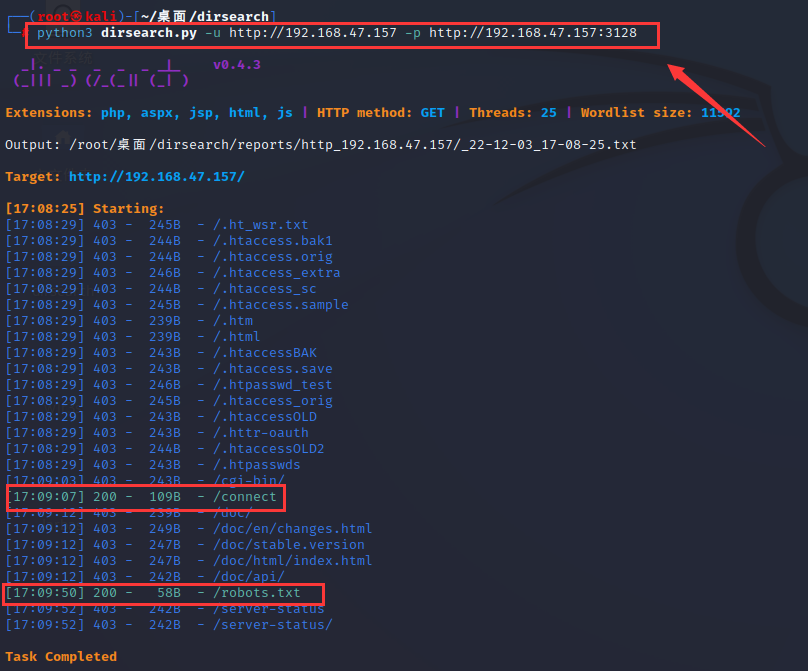 (root㉿kali)-[~/桌面/dirsearch]
# python3 dirsearch.py -u http://192.168.47.157 -p http://192.168.47.157:3128
_|. _ _  _  _  _ _|_    v0.4.3
(_||| _) (/_(_|| (_| )
Extensions: php, aspx, jsp, html, js | HTTP method: GET | Threads: 25 | Wordlist size: 11592
Output: /root/桌面/dirsearch/reports/http_192.168.47.157/_22-12-03_17-08-25.txt
Target: http://192.168.47.157/
[17:08:25] Starting:
[17:08:29] 403 -  245B  - /.ht_wsr.txt
[17:08:29] 403 -  244B  - /.htaccess.bak1
[17:08:29] 403 -  244B  - /.htaccess.orig
[17:08:29] 403 -  246B  - /.htaccess_extra
[17:08:29] 403 -  244B  - /.htaccess_sc
[17:08:29] 403 -  245B  - /.htaccess.sample
[17:08:29] 403 -  239B  - /.htm
[17:08:29] 403 -  239B  - /.html
[17:08:29] 403 -  243B  - /.htaccessBAK
[17:08:29] 403 -  243B  - /.htaccess.save
[17:08:29] 403 -  246B  - /.htpasswd_test
[17:08:29] 403 -  245B  - /.htaccess_orig
[17:08:29] 403 -  243B  - /.htaccessOLD
[17:08:29] 403 -  243B  - /.httr-oauth
[17:08:29] 403 -  244B  - /.htaccessOLD2
[17:08:29] 403 -  243B  - /.htpasswds
[17:09:03] 403 -  243B  - /cgi-bin/
[17:09:07] 200 -  109B  - /connect
[17:09:12] 403 -  239B  - /doc/
[17:09:12] 403 -  249B  - /doc/en/changes.html
[17:09:12] 403 -  247B  - /doc/stable.version
[17:09:12] 403 -  247B  - /doc/html/index.html
[17:09:12] 403 -  242B  - /doc/api/
[17:09:50] 200 -   58B  - /robots.txt
[17:09:52] 403 -  242B  - /server-status
[17:09:52] 403 -  242B  - /server-status/
Task Completed